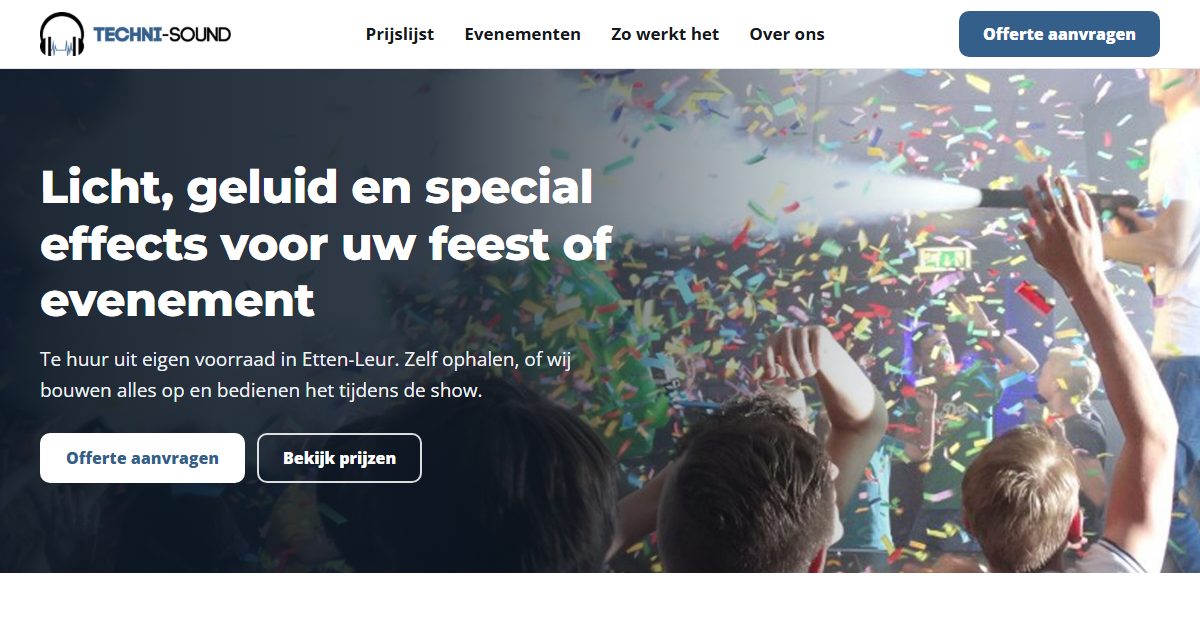 TECHNI-SOUND
Prijslijst
Evenementen
Zo werkt het
Over ons
Offerte aanvragen
Licht, geluid en special
effects voor uw feest of
evenement
Te huur uit eigen voorraad in Etten-Leur. Zelf ophalen, of wij
bouwen alles op en bedienen het tijdens de show.
Offerte aanvragen
Bekijk prijzen